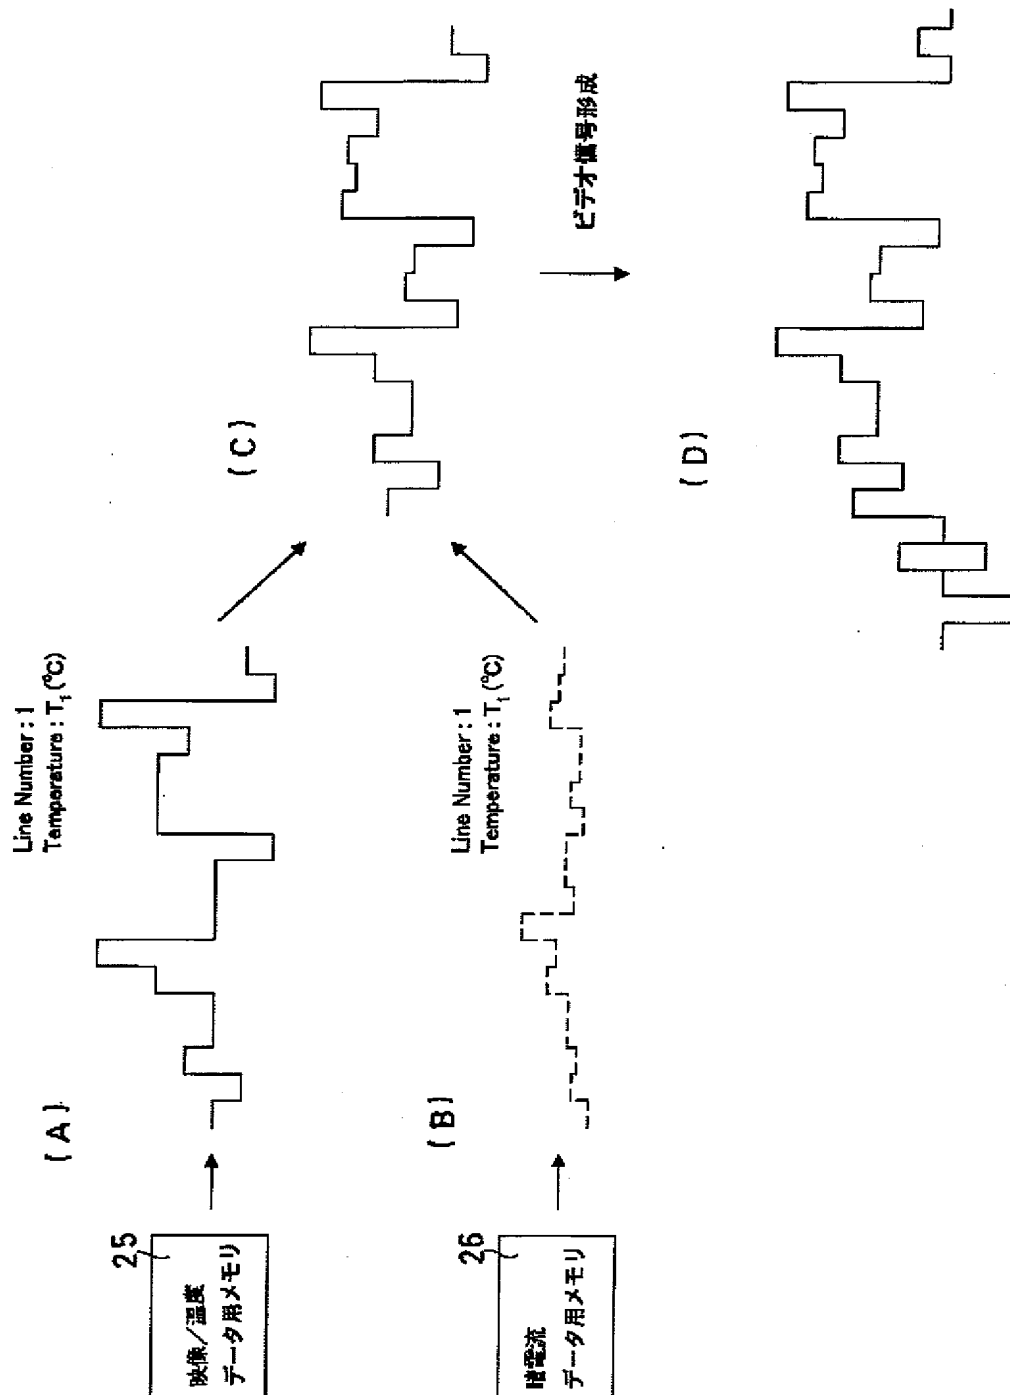 25
映像／温度
データ用メモリ
(A)
Line Number : 1
Temperature : T₁ (℃)
26
暗電流
データ用メモリ
(B)
Line Number : 1
Temperature : T₁ (℃)
(C)
ビデオ信号形成
(D)